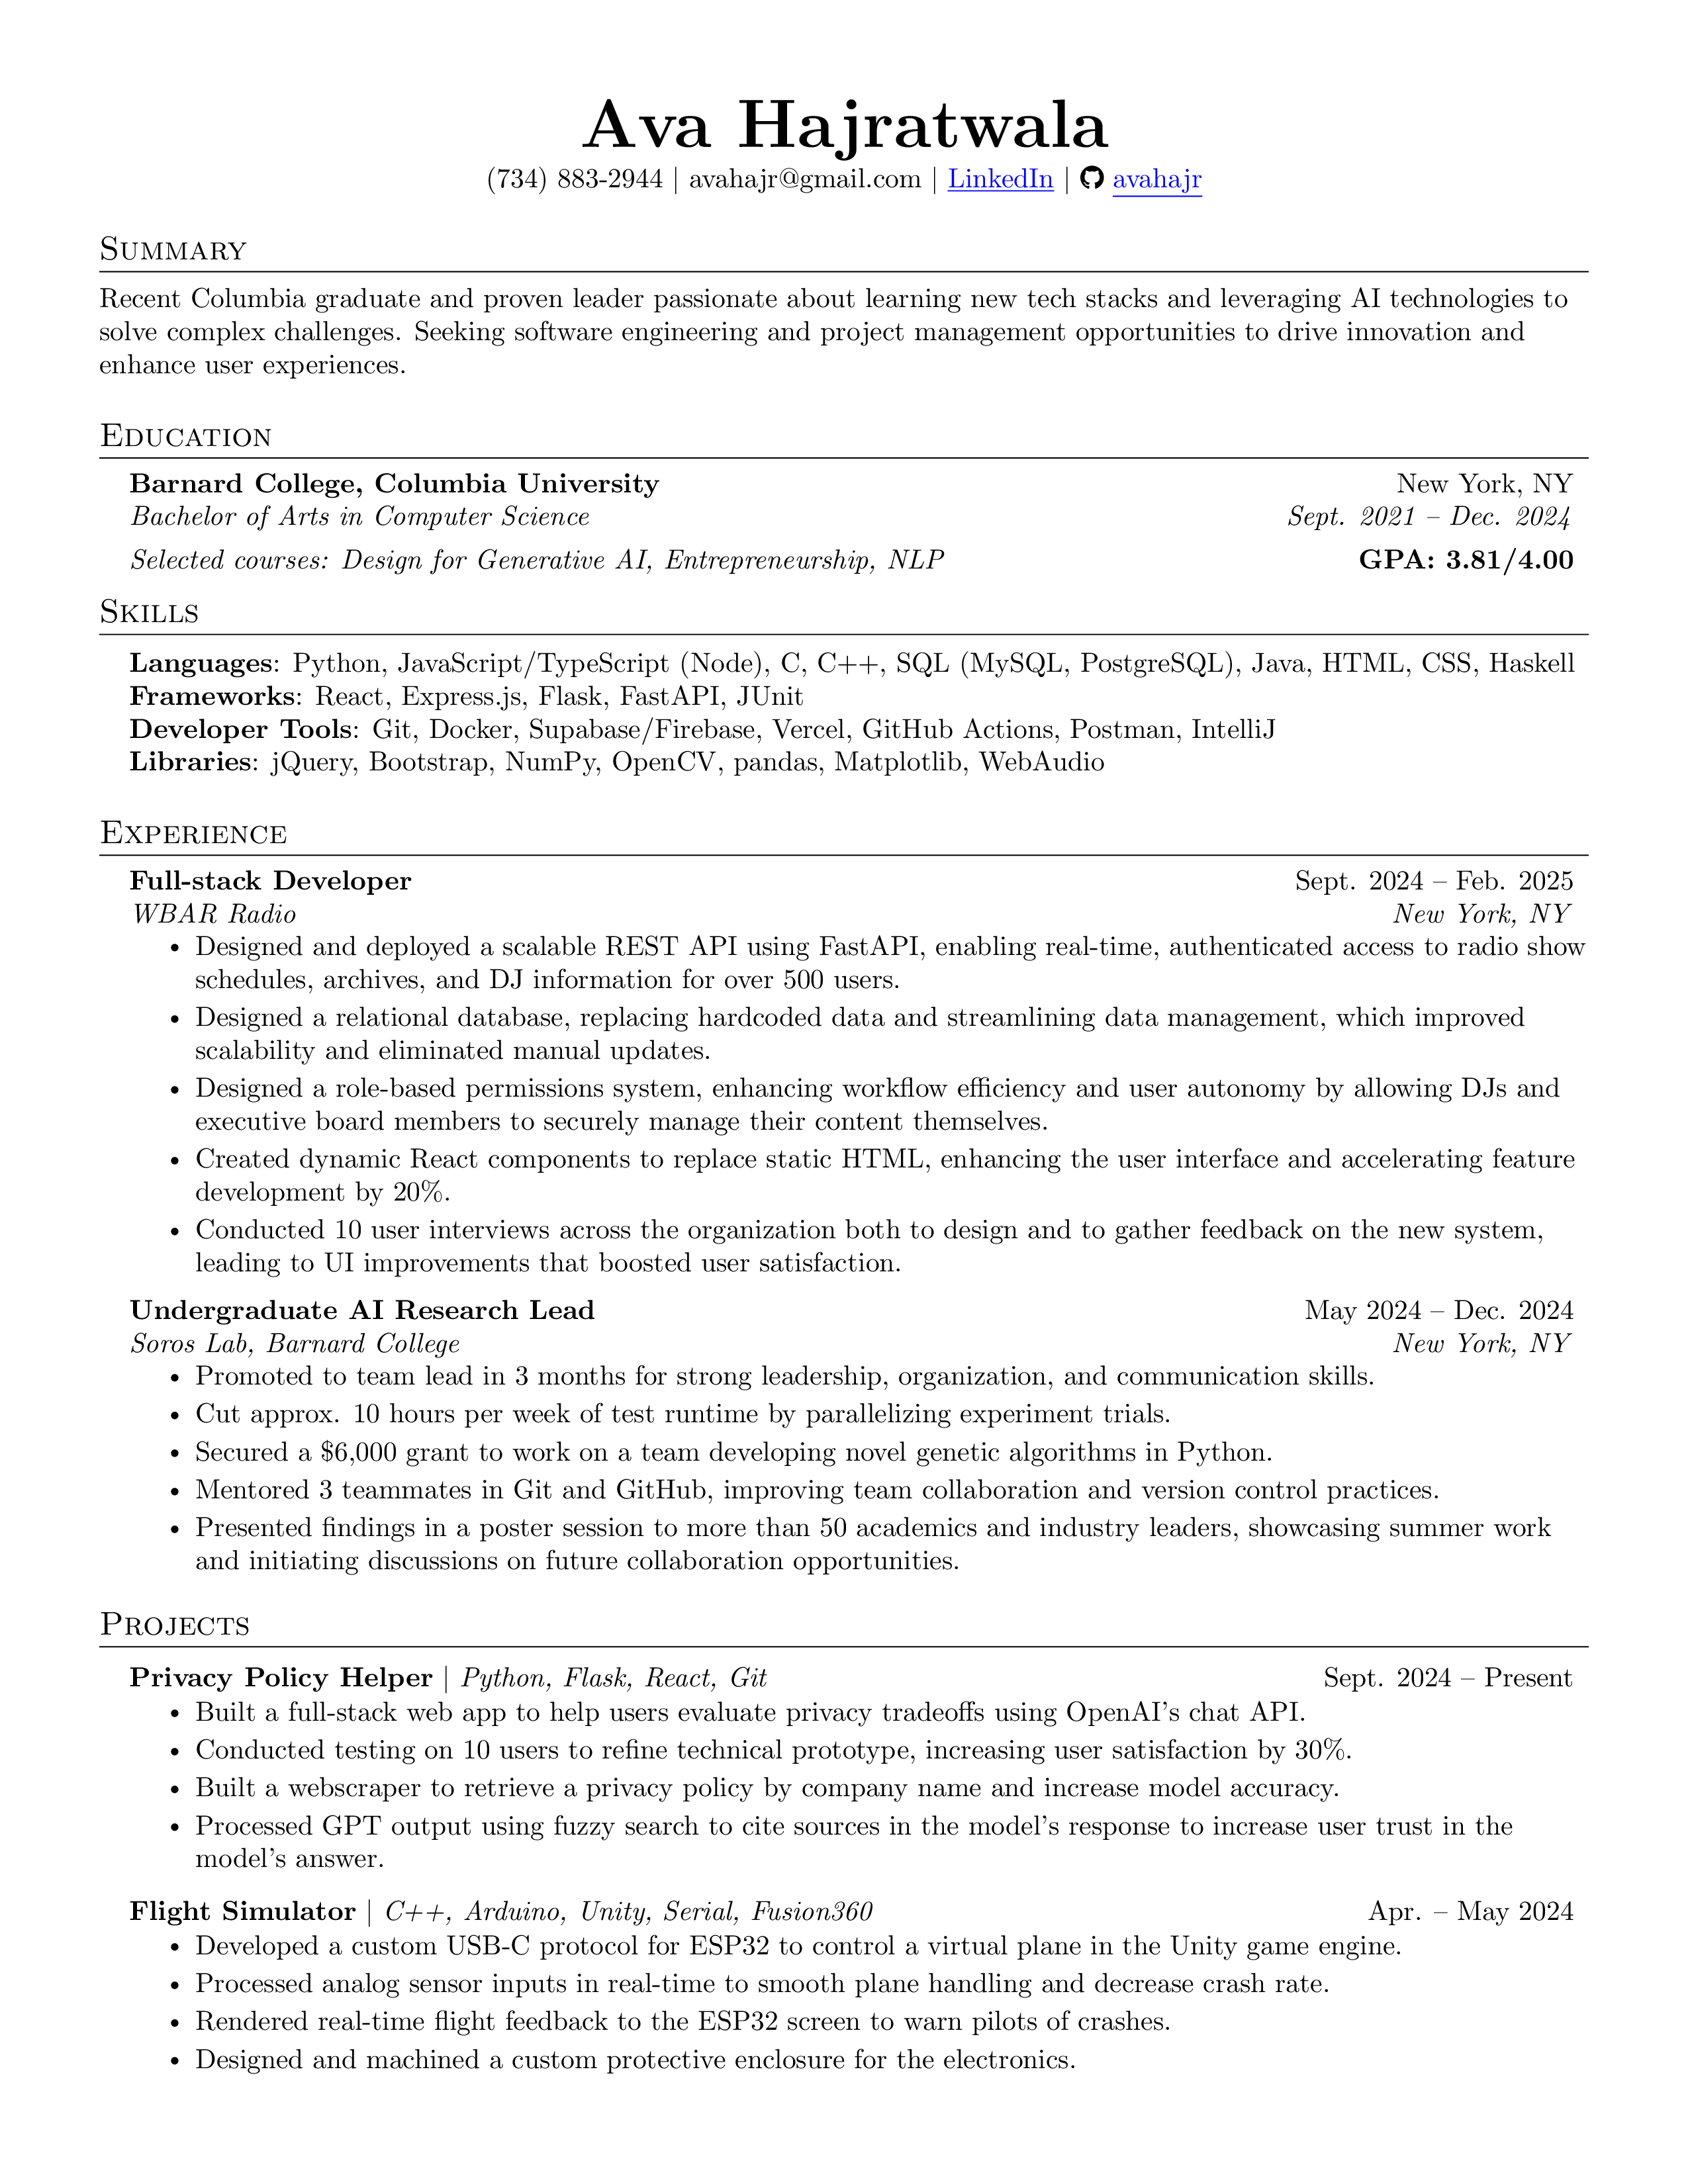 Ava Hajratwala
(734) 883-2944 | avahajr@gmail.com | LinkedIn | avahajr
Summary
Recent Columbia graduate and proven leader passionate about learning new tech stacks and leveraging AI technologies to
solve complex challenges. Seeking software engineering and project management opportunities to drive innovation and
enhance user experiences.
Education
Barnard College, Columbia University New York, NY
Bachelor of Arts in Computer Science Sept. 2021 – Dec. 2024
Selected courses: Design for Generative AI, Entrepreneurship, NLP GPA: 3.81/4.00
Skills
Languages: Python, JavaScript/TypeScript (Node), C, C++, SQL (MySQL, PostgreSQL), Java, HTML, CSS, Haskell
Frameworks: React, Express.js, Flask, FastAPI, JUnit
Developer Tools: Git, Docker, Supabase/Firebase, Vercel, GitHub Actions, Postman, IntelliJ
Libraries: jQuery, Bootstrap, NumPy, OpenCV, pandas, Matplotlib, WebAudio
Experience
Full-stack Developer Sept. 2024 – Feb. 2025
WBAR Radio New York, NY
• Designed and deployed a scalable REST API using FastAPI, enabling real-time, authenticated access to radio show
schedules, archives, and DJ information for over 500 users.
• Designed a relational database, replacing hardcoded data and streamlining data management, which improved
scalability and eliminated manual updates.
• Designed a role-based permissions system, enhancing workflow efficiency and user autonomy by allowing DJs and
executive board members to securely manage their content themselves.
• Created dynamic React components to replace static HTML, enhancing the user interface and accelerating feature
development by 20%.
• Conducted 10 user interviews across the organization both to design and to gather feedback on the new system,
leading to UI improvements that boosted user satisfaction.
Undergraduate AI Research Lead May 2024 – Dec. 2024
Soros Lab, Barnard College New York, NY
• Promoted to team lead in 3 months for strong leadership, organization, and communication skills.
• Cut approx. 10 hours per week of test runtime by parallelizing experiment trials.
• Secured a $6,000 grant to work on a team developing novel genetic algorithms in Python.
• Mentored 3 teammates in Git and GitHub, improving team collaboration and version control practices.
• Presented findings in a poster session to more than 50 academics and industry leaders, showcasing summer work
and initiating discussions on future collaboration opportunities.
Projects
Privacy Policy Helper | Python, Flask, React, Git Sept. 2024 – Present
• Built a full-stack web app to help users evaluate privacy tradeoffs using OpenAI's chat API.
• Conducted testing on 10 users to refine technical prototype, increasing user satisfaction by 30%.
• Built a webscraper to retrieve a privacy policy by company name and increase model accuracy.
• Processed GPT output using fuzzy search to cite sources in the model's response to increase user trust in the
model's answer.
Flight Simulator | C++, Arduino, Unity, Serial, Fusion360 Apr. – May 2024
• Developed a custom USB-C protocol for ESP32 to control a virtual plane in the Unity game engine.
• Processed analog sensor inputs in real-time to smooth plane handling and decrease crash rate.
• Rendered real-time flight feedback to the ESP32 screen to warn pilots of crashes.
• Designed and machined a custom protective enclosure for the electronics.